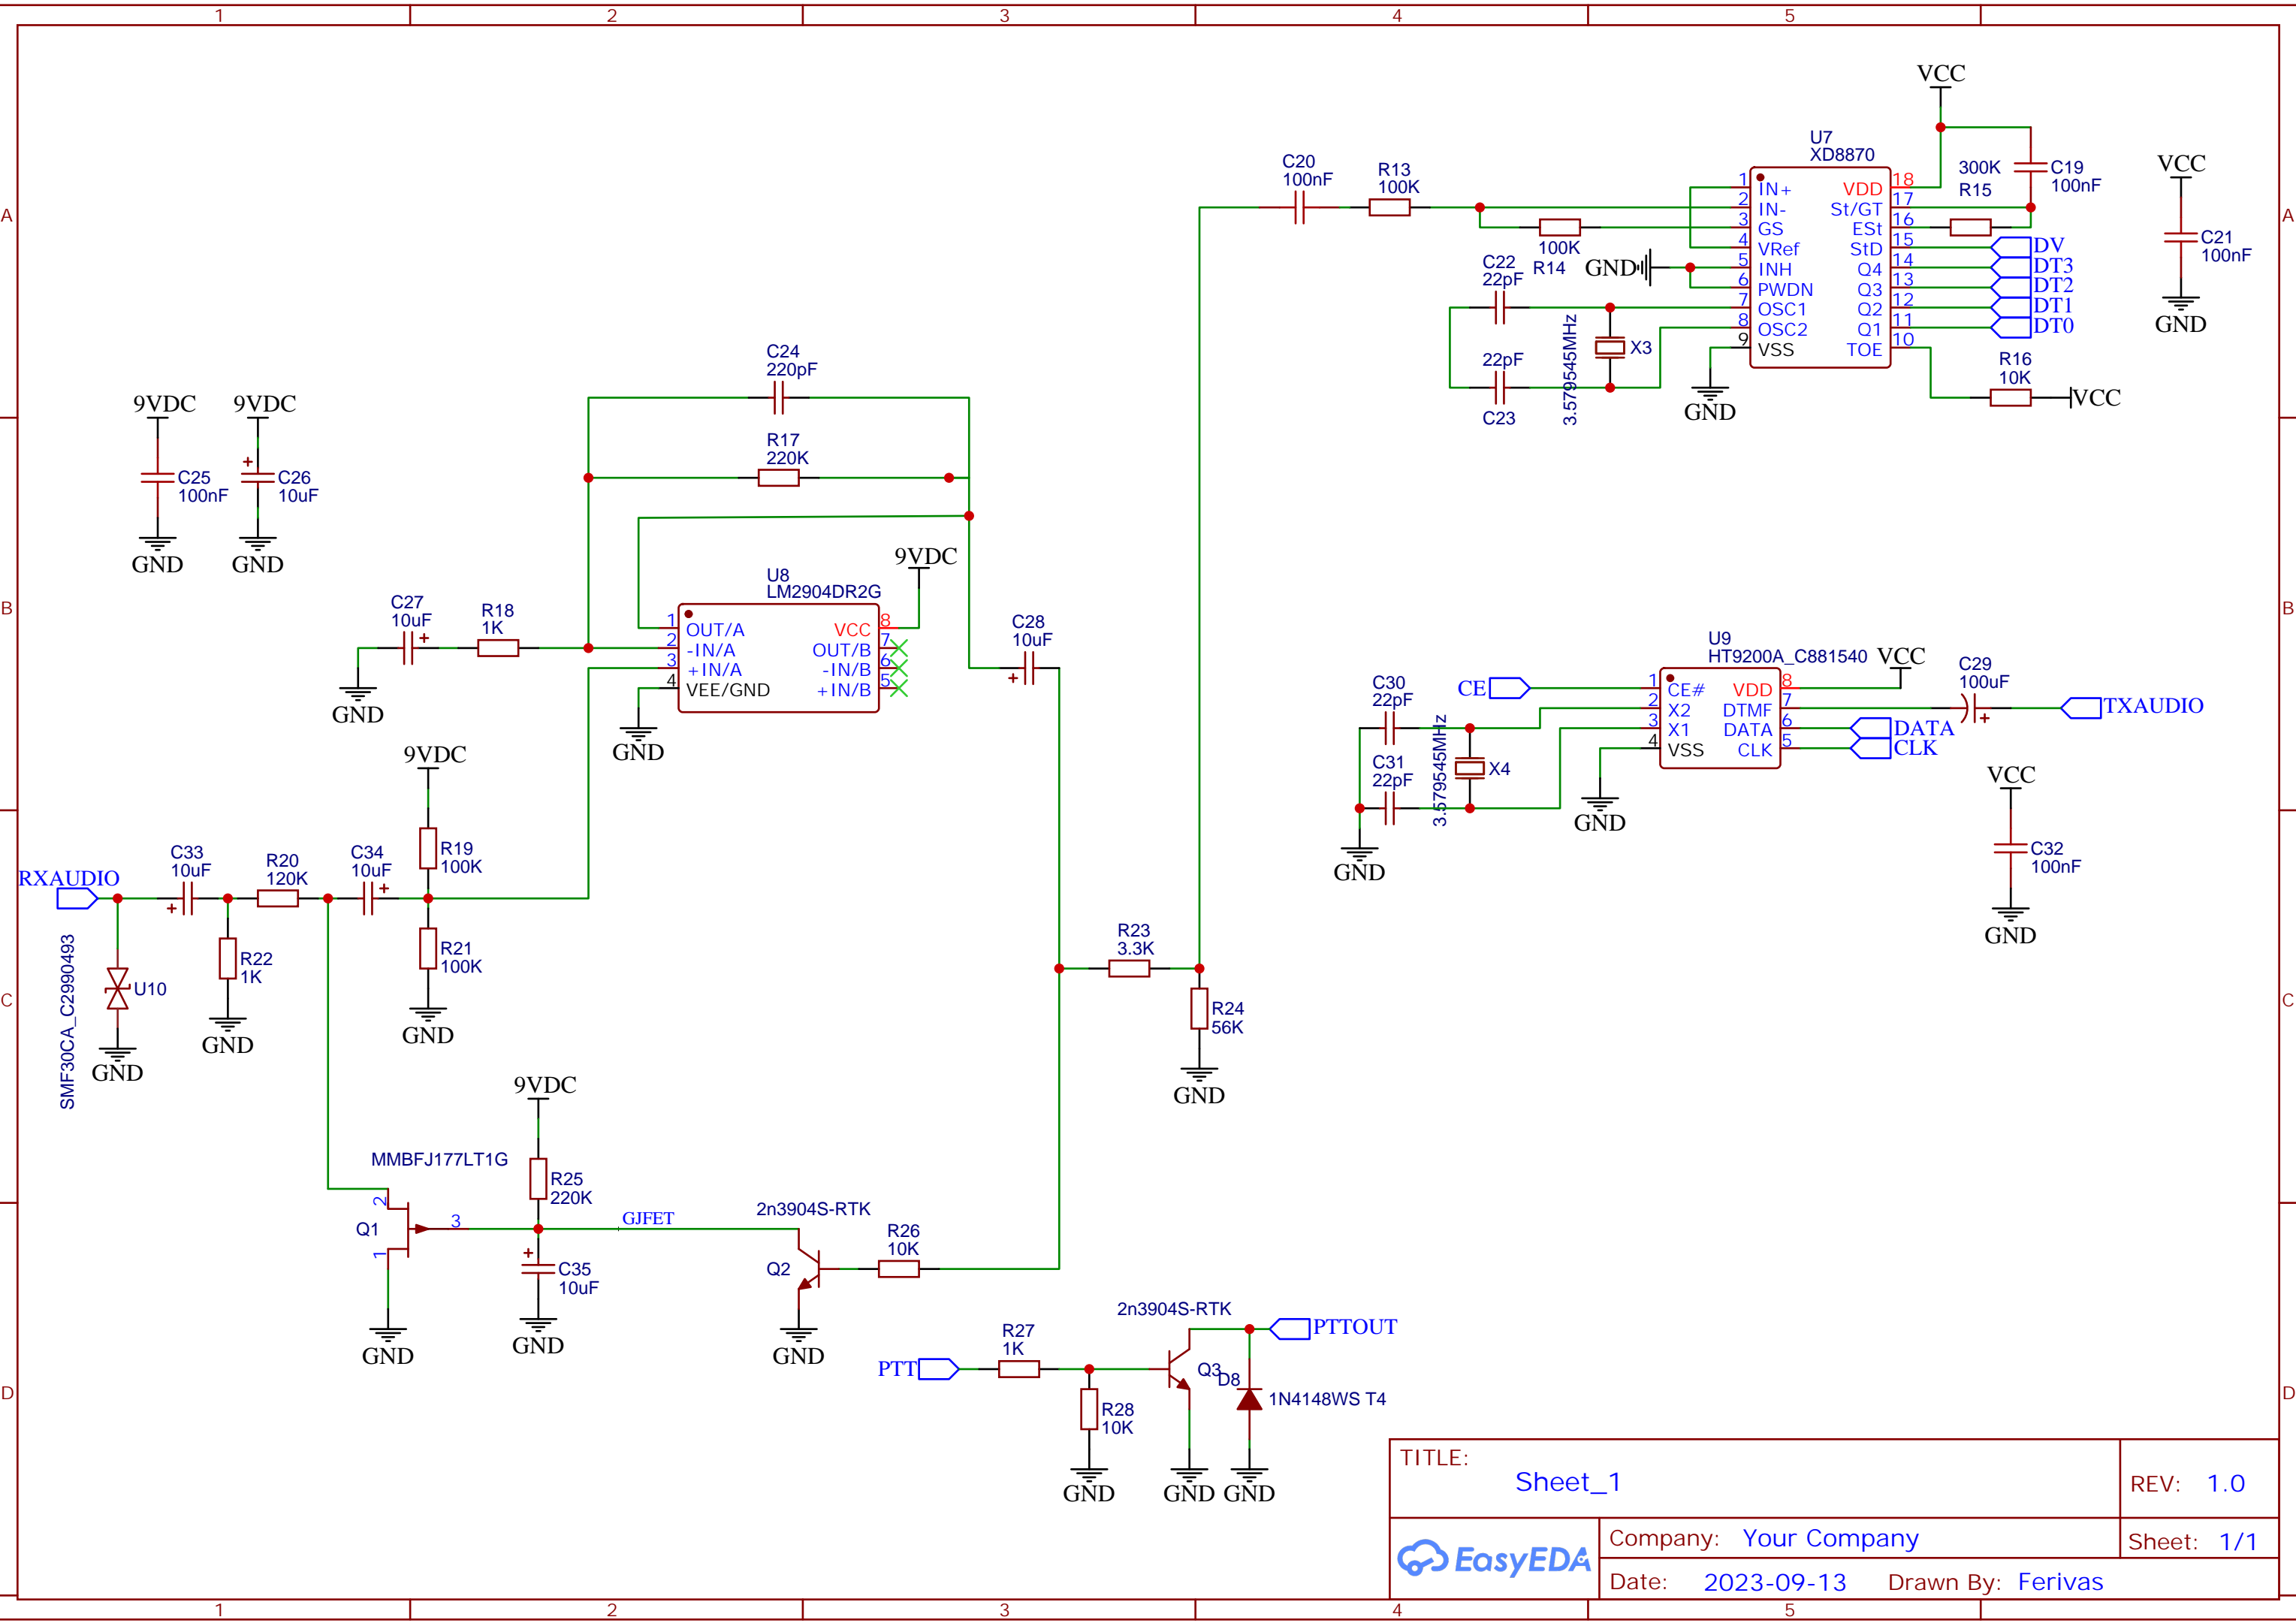 1 2 3 4 5
A
B
C
D
A
B
C
D
VCC
U7
XD8870
C20
100nF
R13
100K
300K
R15
C19
100nF
VCC
C21
100nF
GND
1 IN+
2 IN-
3 GS
4 VRef
5 INH
6 PWDN
7 OSC1
8 OSC2
9 VSS
VDD 18
St/GT 17
ESt 16
StD 15
Q4 14
Q3 13
Q2 12
Q1 11
TOE 10
DV
DT3
DT2
DT1
DT0
100K
R14
GND
C22
22pF
22pF
C23
3.579545MHz
X3
GND
R16
10K
VCC
C24
220pF
R17
220K
9VDC
C25
100nF
GND
9VDC
+
C26
10uF
GND
9VDC
U8
LM2904DR2G
1 OUT/A
2 -IN/A
3 +IN/A
4 VEE/GND
VCC 8
OUT/B 7
-IN/B 6
+IN/B 5
GND
C27
10uF
+
R18
1K
GND
C28
10uF
+
U9
HT9200A_C881540
VCC
CE
1 CE#
2 X2
3 X1
4 VSS
VDD 8
DTMF 7
DATA 6
CLK 5
C29
100uF
+
TXAUDIO
DATA
CLK
C30
22pF
C31
22pF
3.579545MHz
X4
GND
GND
VCC
C32
100nF
GND
9VDC
R19
100K
R21
100K
GND
RXAUDIO
C33
10uF
+
R20
120K
C34
10uF
+
R22
1K
GND
SMF30CA_C2990493
U10
GND
R23
3.3K
R24
56K
GND
9VDC
R25
220K
MMBFJ177LT1G
Q1
2
3
1
GND
GJFET
+
C35
10uF
GND
2n3904S-RTK
Q2
R26
10K
GND
2n3904S-RTK
PTTOUT
PTT
R27
1K
Q3
D8
1N4148WS T4
R28
10K
GND
GND
GND
TITLE:
Sheet_1
REV: 1.0
EasyEDA
Company: Your Company
Sheet: 1/1
Date: 2023-09-13
Drawn By: Ferivas
1 2 3 4 5